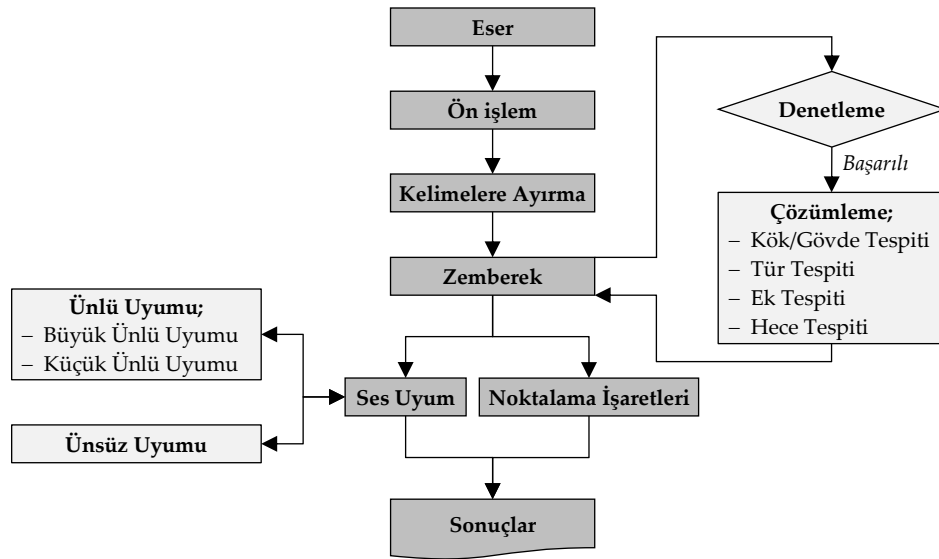 Eser
Ön işlem
Kelimelere Ayırma
Zemberek
Denetleme
Başarılı
Çözümleme;
– Kök/Gövde Tespiti
– Tür Tespiti
– Ek Tespiti
– Hece Tespiti
Ünlü Uyumu;
– Büyük Ünlü Uyumu
– Küçük Ünlü Uyumu
Ünsüz Uyumu
Ses Uyum
Noktalama İşaretleri
Sonuçlar